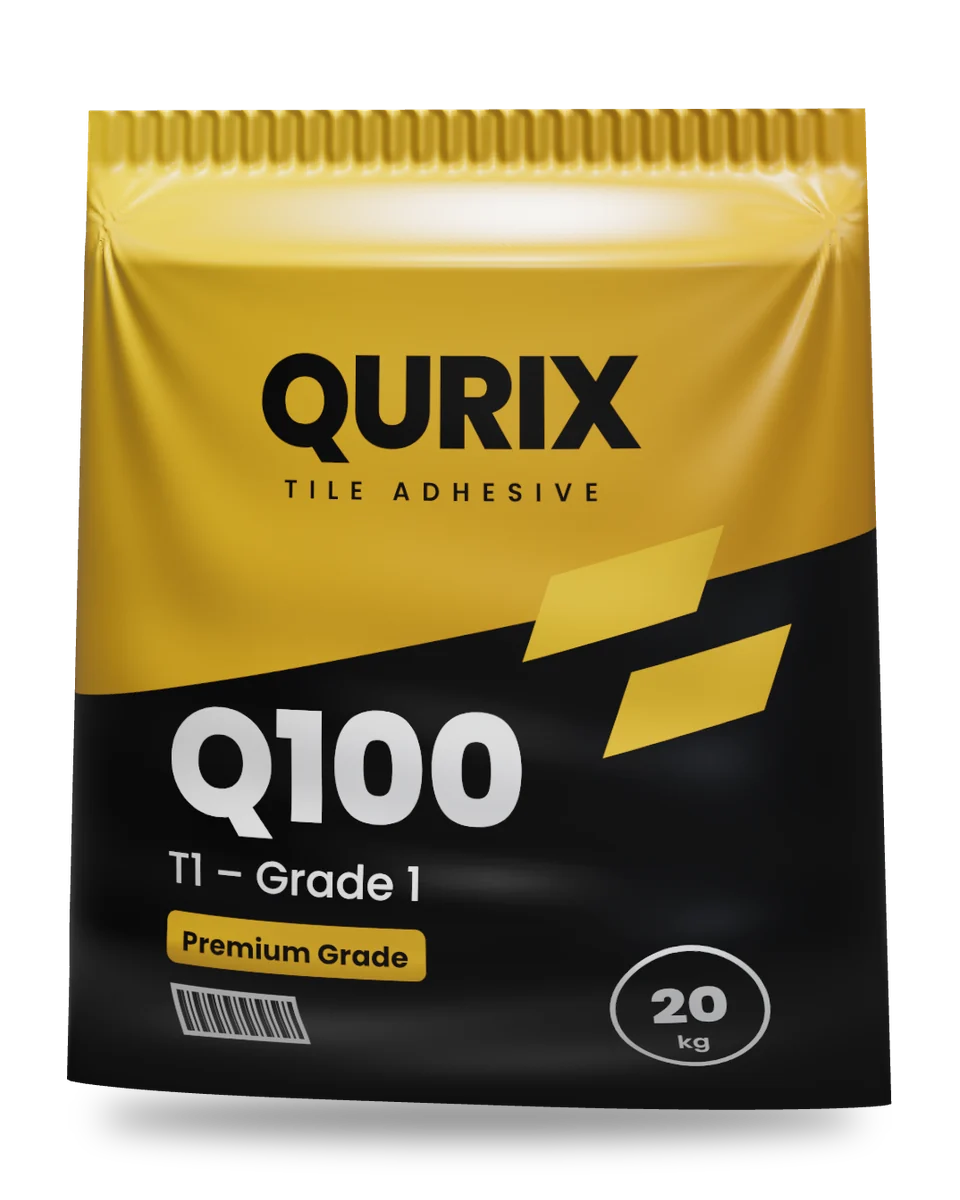 QURIX
TILE ADHESIVE
Q100
T1 – Grade 1
Premium Grade
20
kg